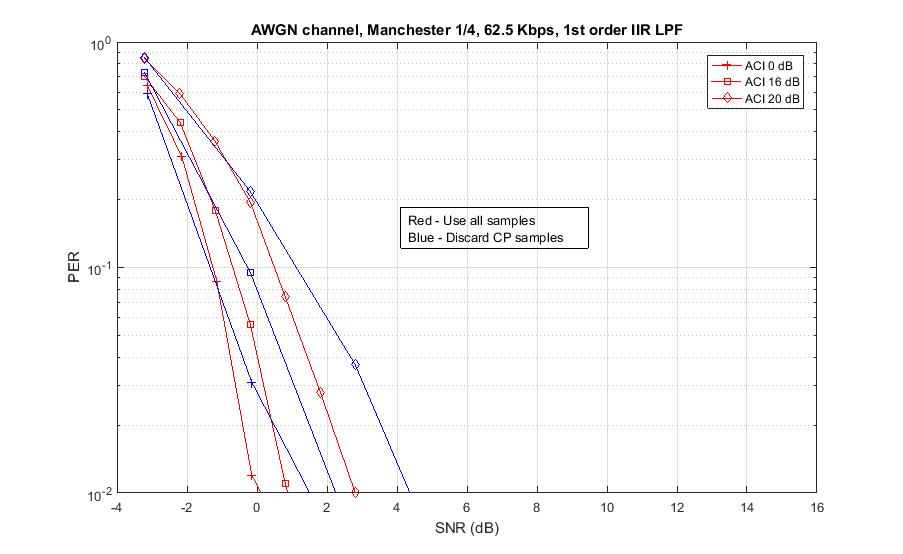 AWGN channel, Manchester 1/4, 62.5 Kbps, 1st order IIR LPF
10^0
ACI 0 dB
ACI 16 dB
ACI 20 dB
Red - Use all samples
Blue - Discard CP samples
PER
10^-1
10^-2
-4 -2 0 2 4 6 8 10 12 14 16
SNR (dB)